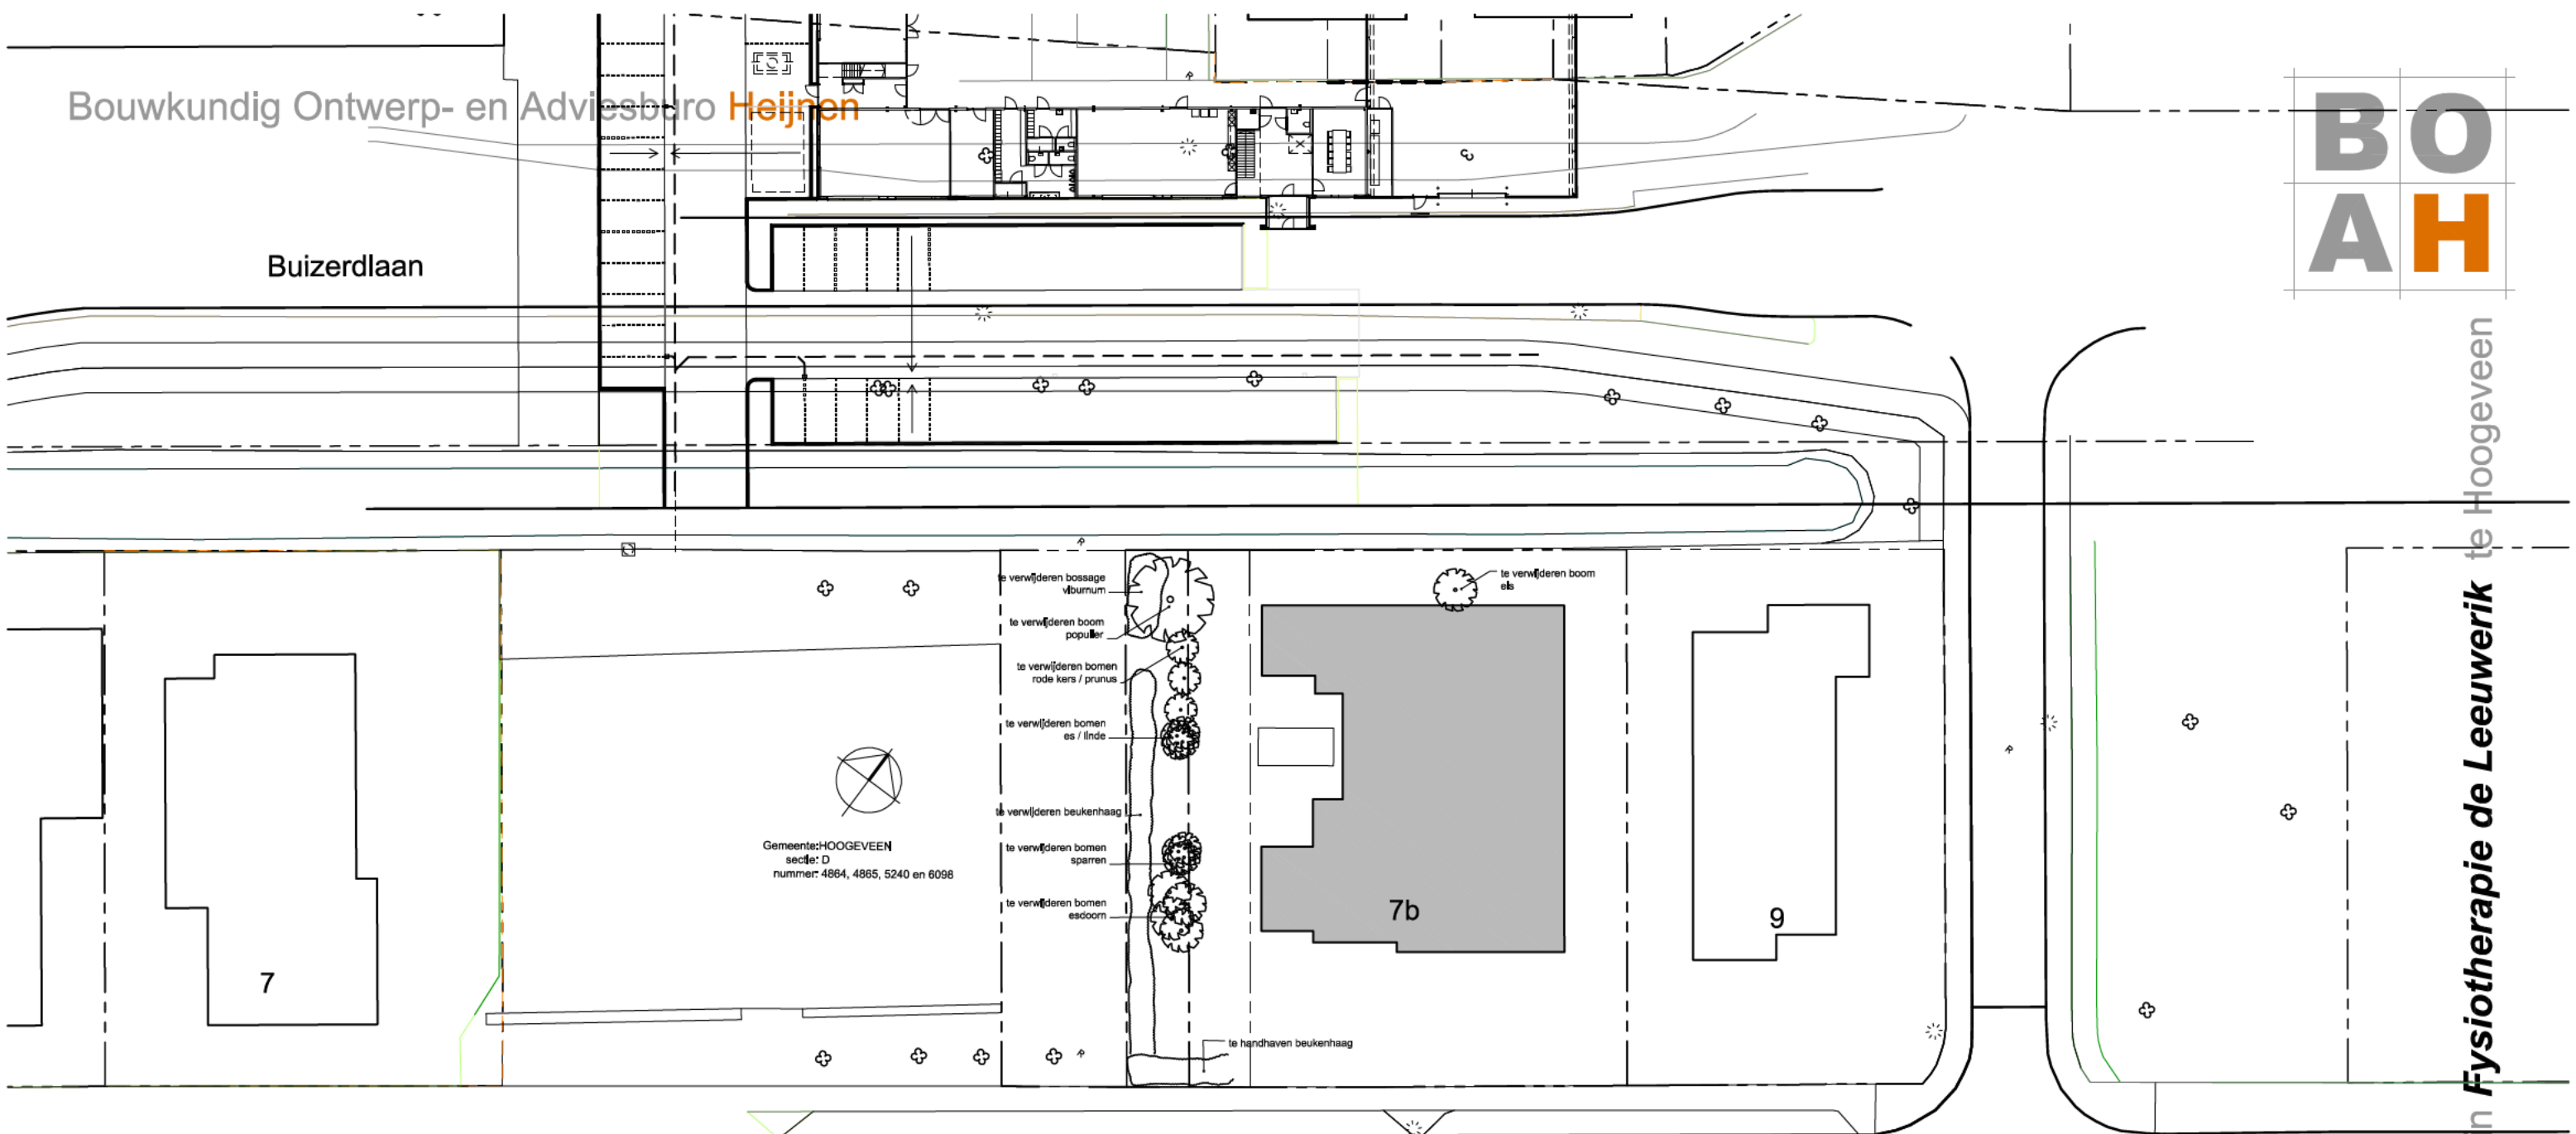 Bouwkundig Ontwerp- en Adviesburo Heijnen
BO
AH
Buizerdlaan
te verwijderen bossage
viburnum
te verwijderen boom
populier
te verwijderen bomen
rode kers / prunus
te verwijderen bomen
es / linde
te verwijderen beukenhaag
te verwijderen bomen
sparren
te verwijderen bomen
esdoorn
te verwijderen boom
els
te handhaven beukenhaag
Gemeente:HOOGEVEEN
sectie: D
nummer: 4864, 4865, 5240 en 6098
7
7b
9
n Fysiotherapie de Leeuwerik te Hoogeveen